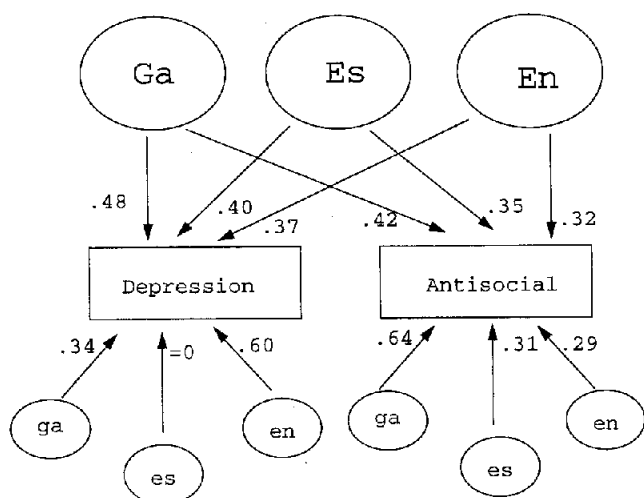 Ga Es En
.48 .40 .37 .42 .35 .32
Depression Antisocial
.34 =0 .60 .64 .31 .29
ga es en ga es en